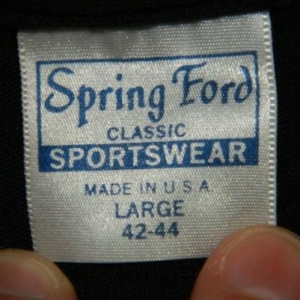 Spring Ford
CLASSIC
SPORTSWEAR
MADE IN U.S.A.
LARGE
42-44